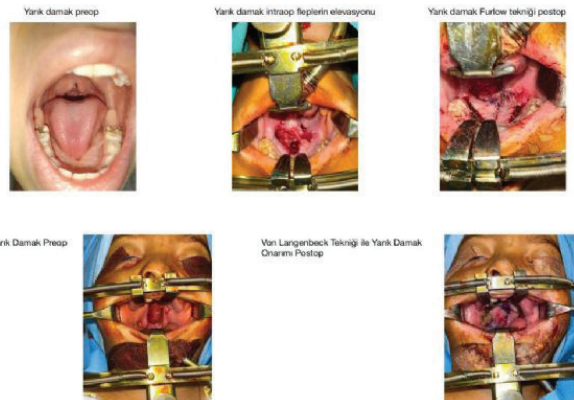 Yarık damak preop
Yarık damak intraop fleplerin elevasyonu
Yarık damak Furlow tekniği postop
rık Damak Preop
Von Langenbeck Tekniği ile Yarık Damak
Onarımı Postop